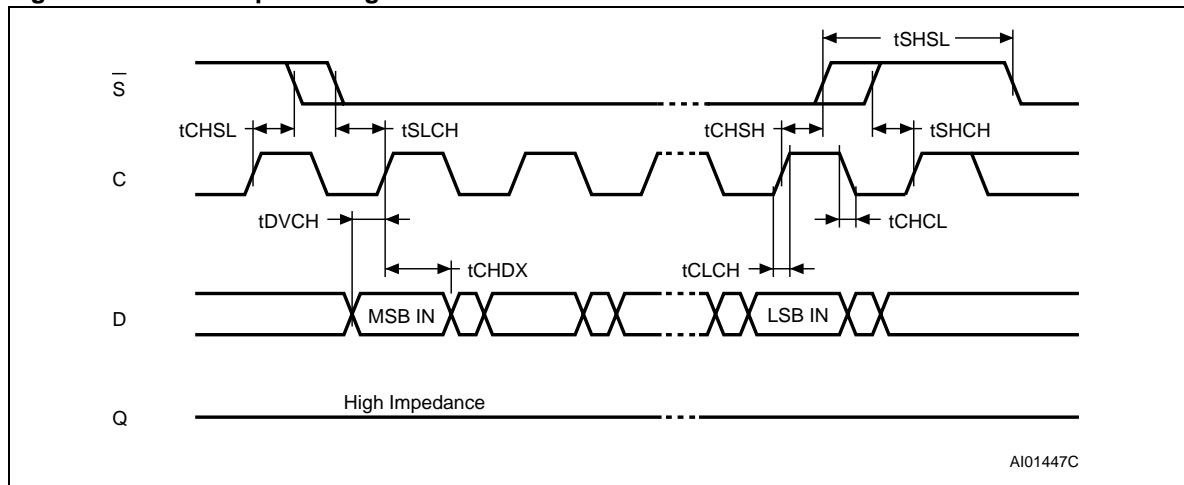 tSHSL
S
tCHSL
tSLCH
tCHSH
tSHCH
C
tDVCH
tCHCL
tCHDX
tCLCH
D
MSB IN
LSB IN
High Impedance
Q
AI01447C